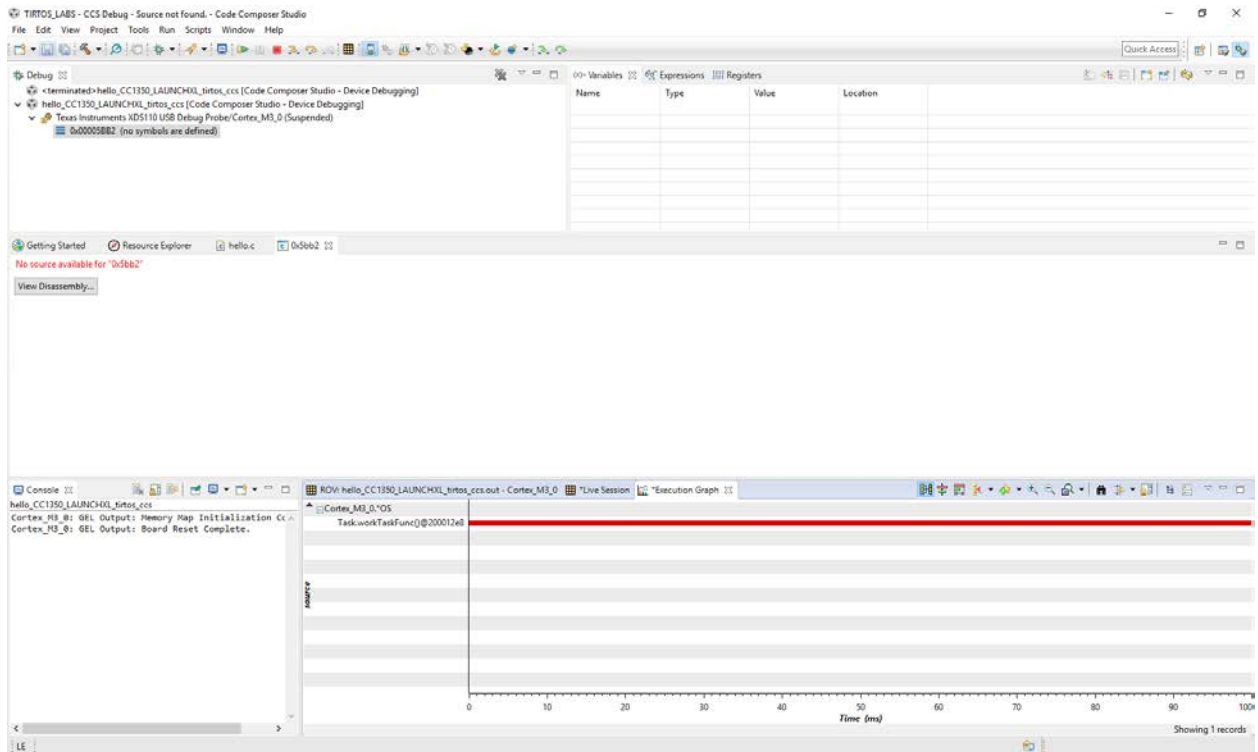 TIRTOS_LABS - CCS Debug - Source not found. - Code Composer Studio
File Edit View Project Tools Run Scripts Window Help
Quick Access
Debug
<terminated>hello_CC1350_LAUNCHXL_tirtos_ccs [Code Composer Studio - Device Debugging]
hello_CC1350_LAUNCHXL_tirtos_ccs [Code Composer Studio - Device Debugging]
Texas Instruments XDS110 USB Debug Probe/Cortex_M3_0 (Suspended)
0x00005BB2 (no symbols are defined)
(x)= Variables Expressions Registers
Name Type Value Location
Getting Started Resource Explorer hello.c 0x5bb2
No source available for "0x5bb2"
View Disassembly...
Console
hello_CC1350_LAUNCHXL_tirtos_ccs
Cortex_M3_0: GEL Output: Memory Map Initialization Cc
Cortex_M3_0: GEL Output: Board Reset Complete.
ROV: hello_CC1350_LAUNCHXL_tirtos_ccs.out - Cortex_M3_0 *Live Session *Execution Graph
Cortex_M3_0.*OS
Task.workTaskFunc()@200012e8
source
0 10 20 30 40 50 60 70 80 90 100
Time (ms)
Showing 1 records
LE